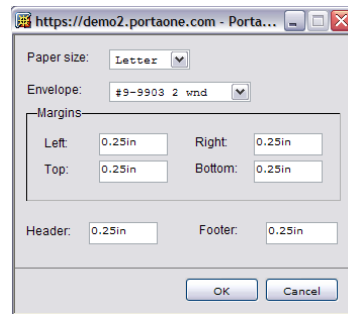 https://demo2.portaone.com - Porta...
Paper size: Letter
Envelope: #9-9903 2 wnd
Margins
Left: 0.25in Right: 0.25in
Top: 0.25in Bottom: 0.25in
Header: 0.25in Footer: 0.25in
OK Cancel